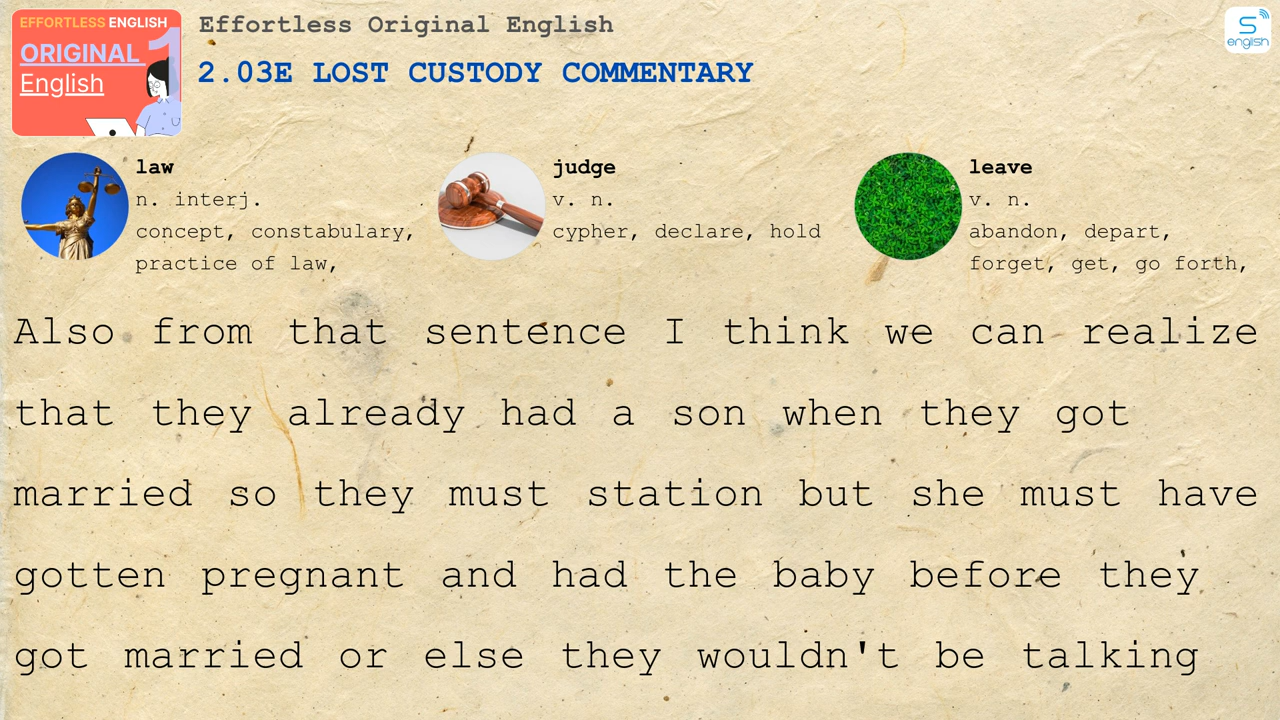 EFFORTLESS ENGLISH
ORIGINAL 1
English
Effortless Original English
2.03E LOST CUSTODY COMMENTARY
S
english
law
n. interj.
concept, constabulary,
practice of law,
judge
v. n.
cypher, declare, hold
leave
v. n.
abandon, depart,
forget, get, go forth,
Also from that sentence I think we can realize
that they already had a son when they got
married so they must station but she must have
gotten pregnant and had the baby before they
got married or else they wouldn't be talking